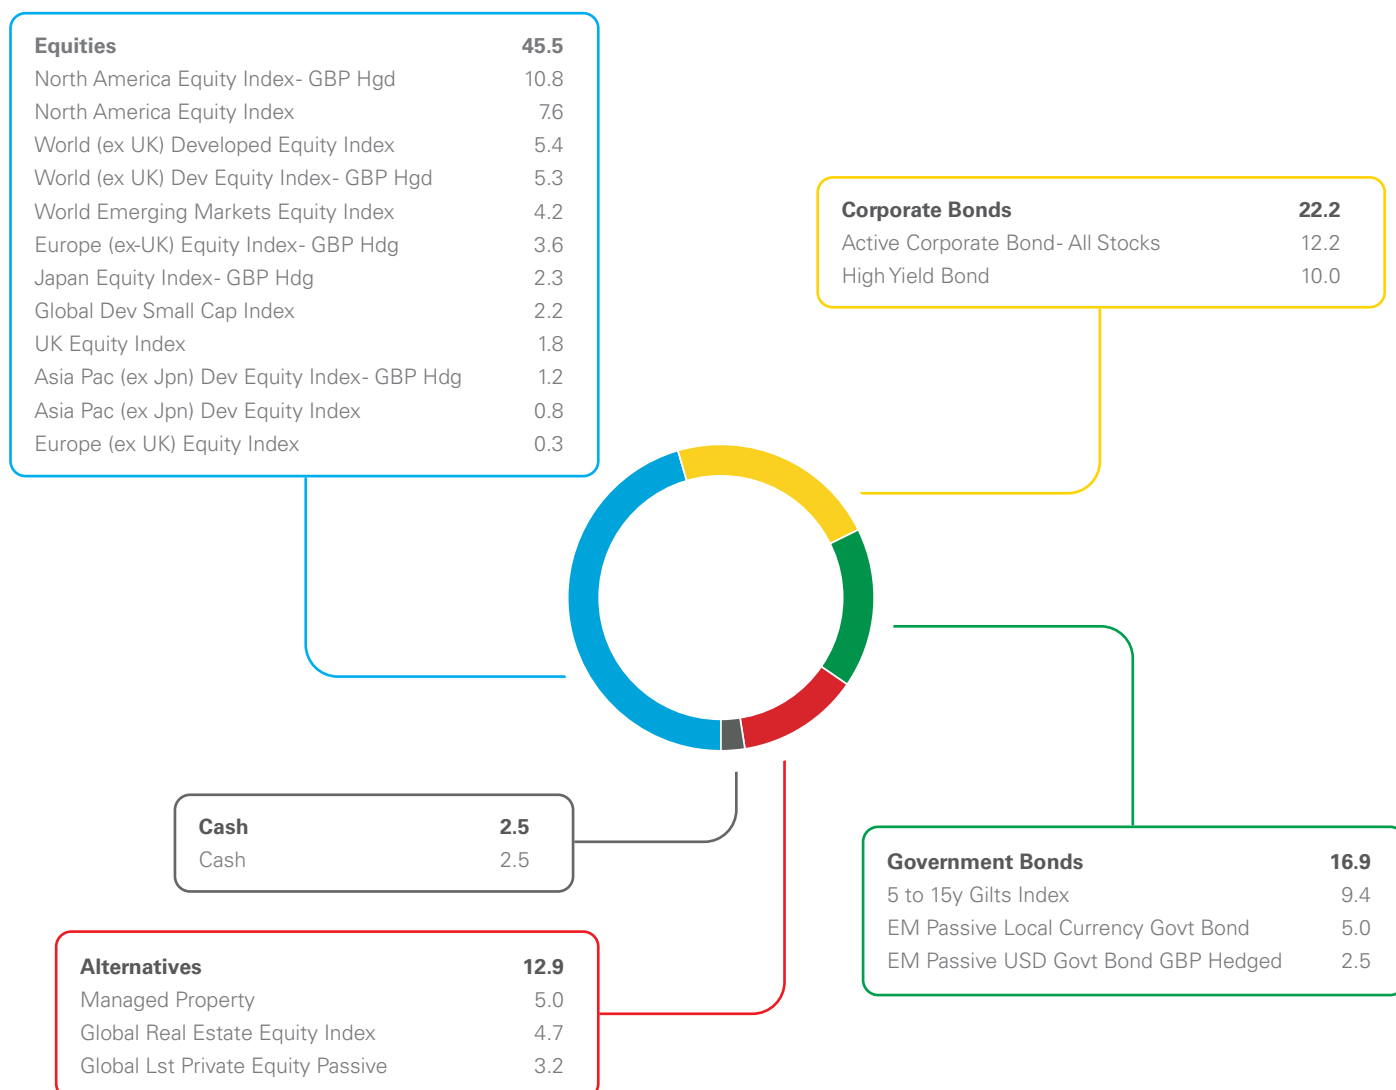 Equities 45.5
North America Equity Index- GBP Hgd 10.8
North America Equity Index 7.6
World (ex UK) Developed Equity Index 5.4
World (ex UK) Dev Equity Index- GBP Hgd 5.3
World Emerging Markets Equity Index 4.2
Europe (ex-UK) Equity Index- GBP Hdg 3.6
Japan Equity Index- GBP Hdg 2.3
Global Dev Small Cap Index 2.2
UK Equity Index 1.8
Asia Pac (ex Jpn) Dev Equity Index- GBP Hdg 1.2
Asia Pac (ex Jpn) Dev Equity Index 0.8
Europe (ex UK) Equity Index 0.3
Corporate Bonds 22.2
Active Corporate Bond- All Stocks 12.2
High Yield Bond 10.0
Cash 2.5
Cash 2.5
Government Bonds 16.9
5 to 15y Gilts Index 9.4
EM Passive Local Currency Govt Bond 5.0
EM Passive USD Govt Bond GBP Hedged 2.5
Alternatives 12.9
Managed Property 5.0
Global Real Estate Equity Index 4.7
Global Lst Private Equity Passive 3.2